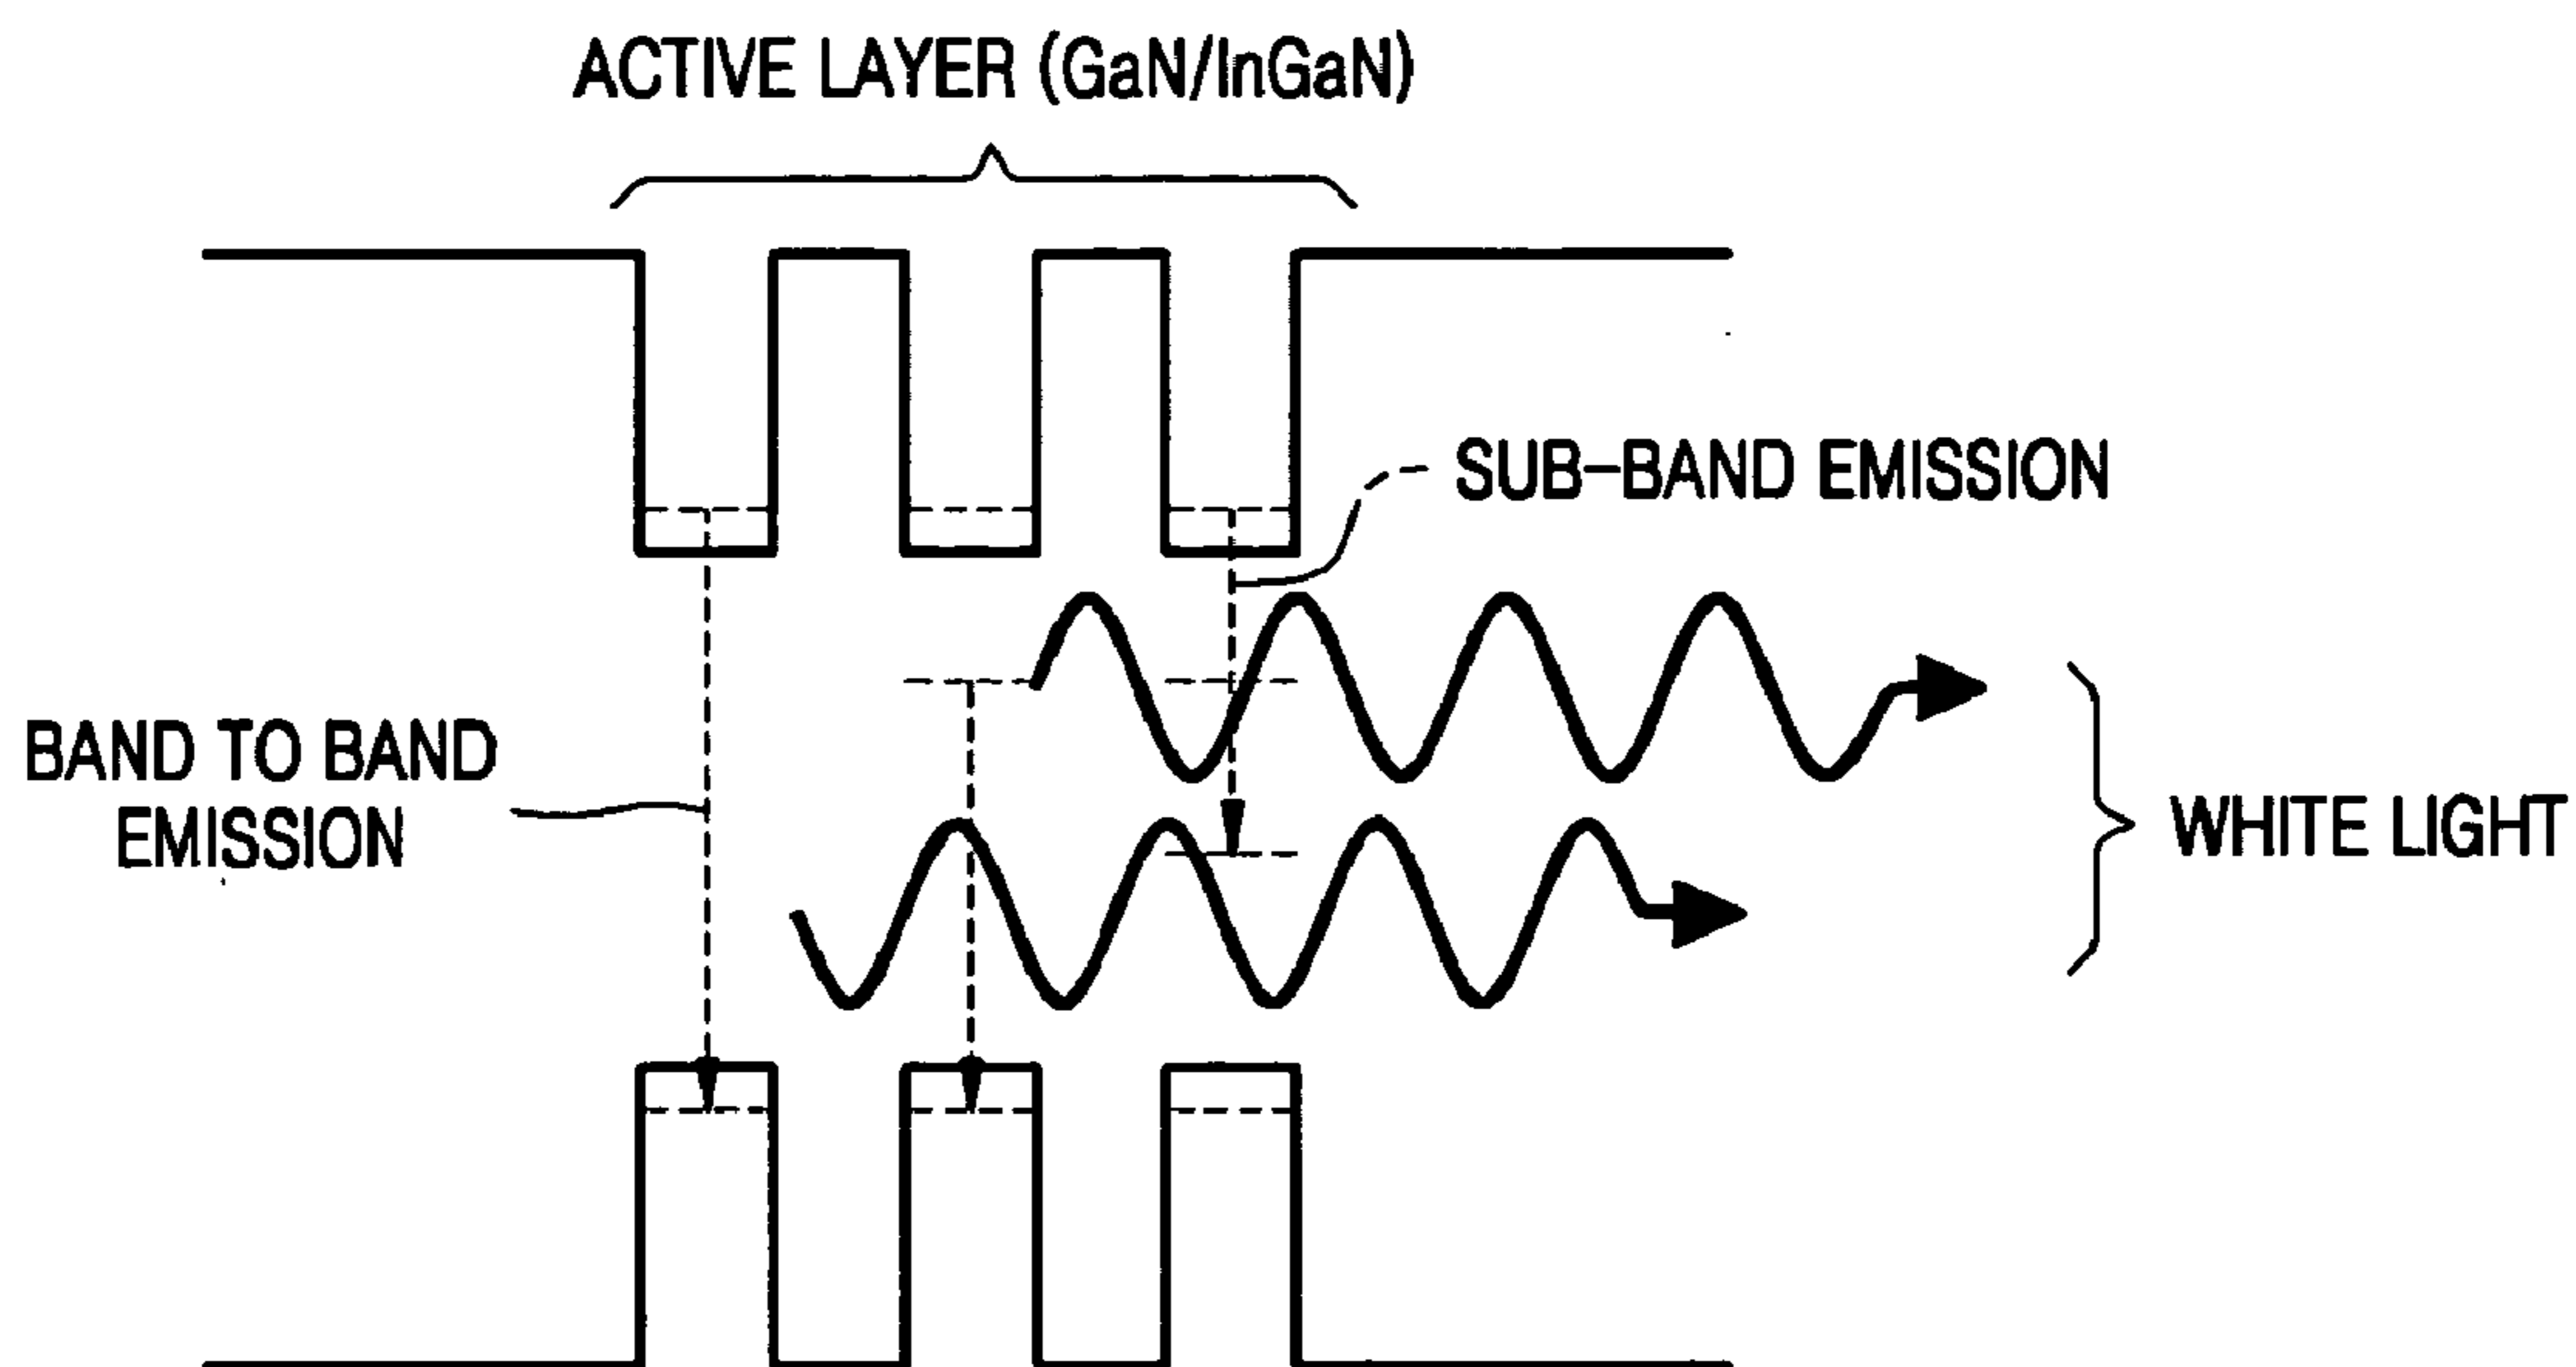 ACTIVE LAYER (GaN/InGaN)
SUB-BAND EMISSION
BAND TO BAND
EMISSION
WHITE LIGHT